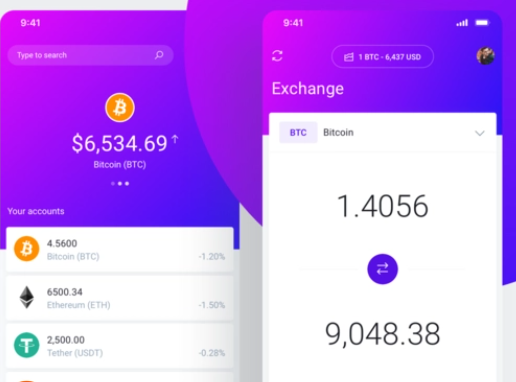 9:41
Type to search
$6,534.69
Bitcoin (BTC)
Your accounts
4.5600
Bitcoin (BTC)
-1.20%
6500.34
Ethereum (ETH)
-1.50%
2,500.00
Tether (USDT)
-0.28%
9:41
1 BTC - 6,437 USD
Exchange
BTC Bitcoin
1.4056
9,048.38